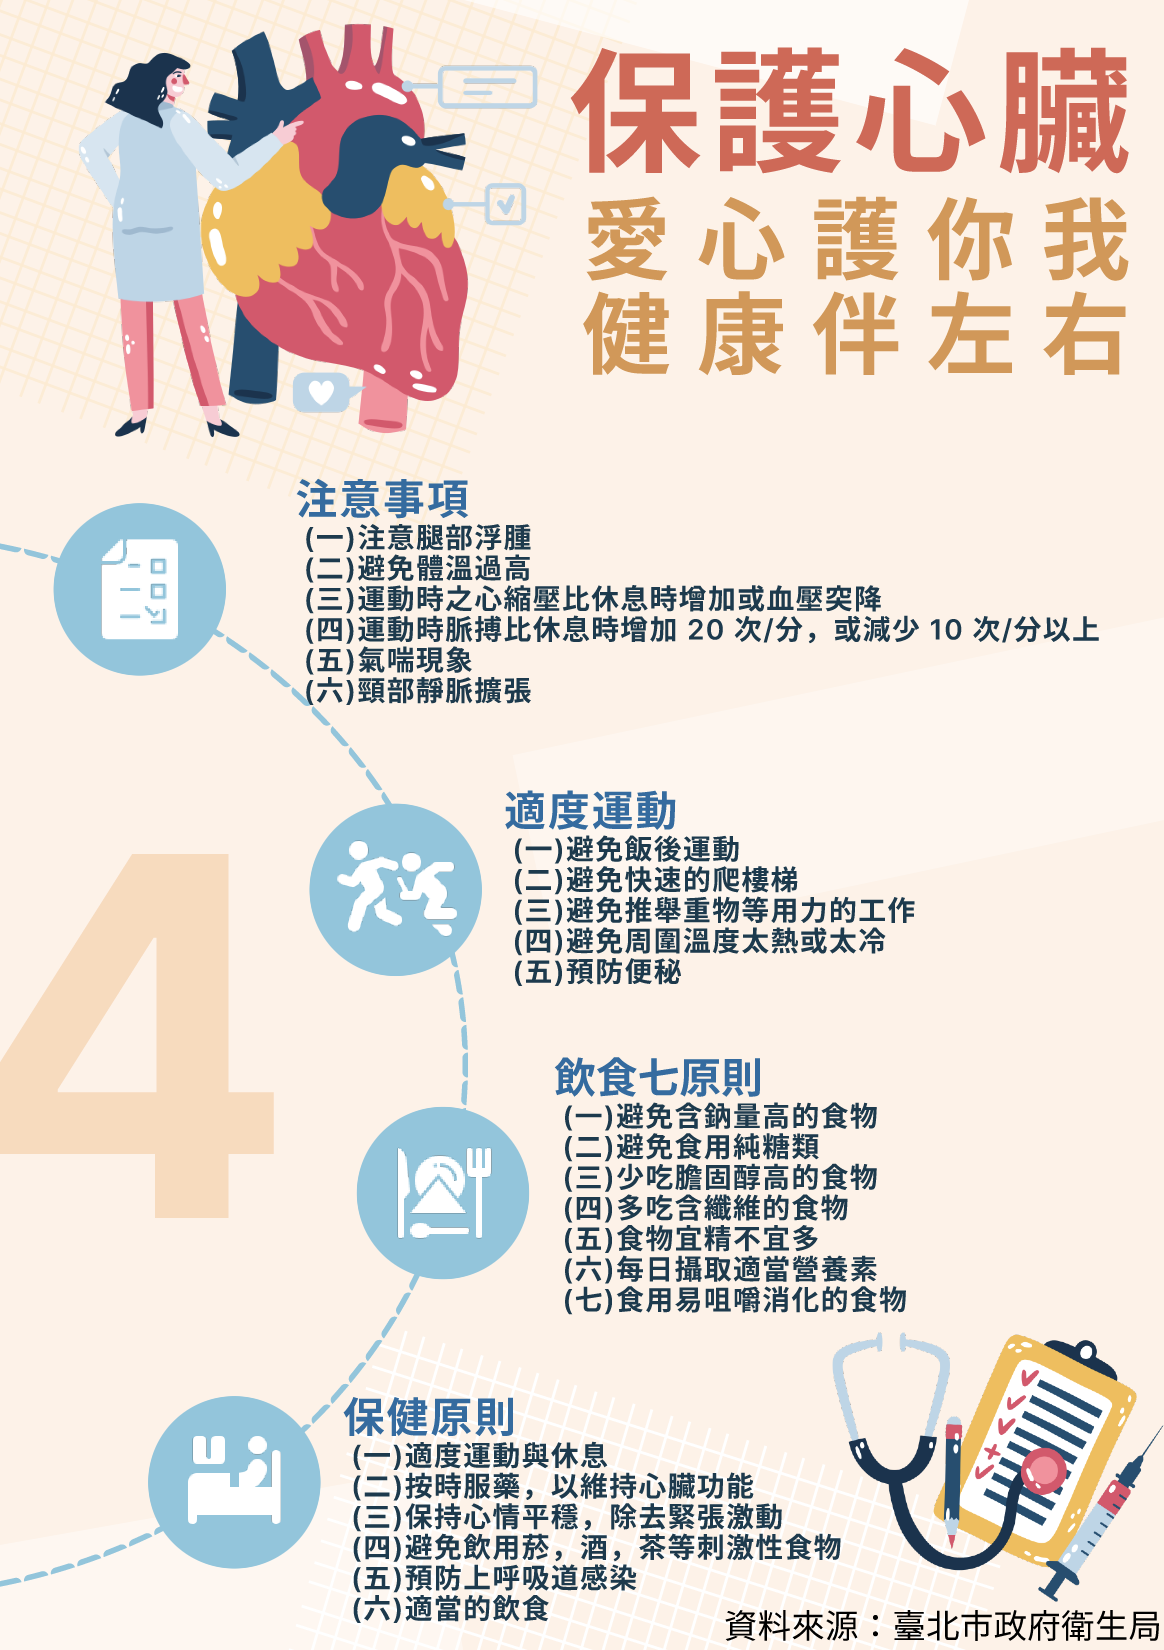 保護心臟
愛心護你我
健康伴左右
注意事項
(一)注意腿部浮腫
(二)避免體溫過高
(三)運動時之心縮壓比休息時增加或血壓突降
(四)運動時脈搏比休息時增加 20 次/分，或減少 10 次/分以上
(五)氣喘現象
(六)頸部靜脈擴張
4
適度運動
(一)避免飯後運動
(二)避免快速的爬樓梯
(三)避免推舉重物等用力的工作
(四)避免周圍溫度太熱或太冷
(五)預防便秘
飲食七原則
(一)避免含鈉量高的食物
(二)避免食用純糖類
(三)少吃膽固醇高的食物
(四)多吃含纖維的食物
(五)食物宜精不宜多
(六)每日攝取適當營養素
(七)食用易咀嚼消化的食物
保健原則
(一)適度運動與休息
(二)按時服藥，以維持心臟功能
(三)保持心情平穩，除去緊張激動
(四)避免飲用菸，酒，茶等刺激性食物
(五)預防上呼吸道感染
(六)適當的飲食
資料來源：臺北市政府衛生局